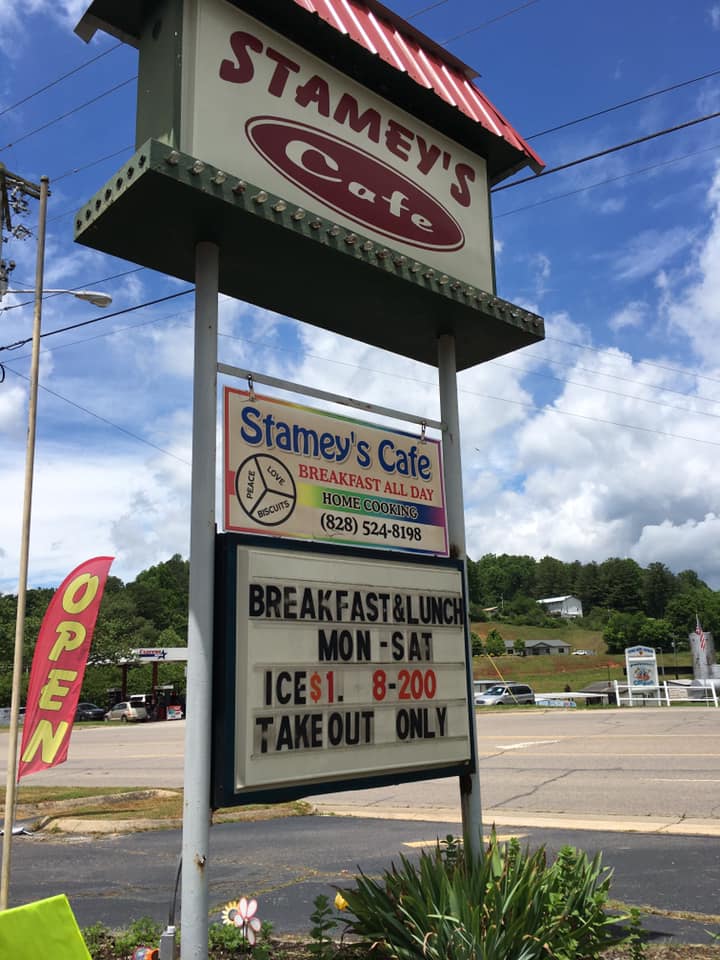 STAMEY'S
Cafe
Stamey's Cafe
PEACE
LOVE
BISCUITS
BREAKFAST ALL DAY
HOME COOKING
(828) 524-8198
BREAKFAST&LUNCH
MON-SAT
ICE$1. 8-200
TAKE OUT ONLY
OPEN
Express